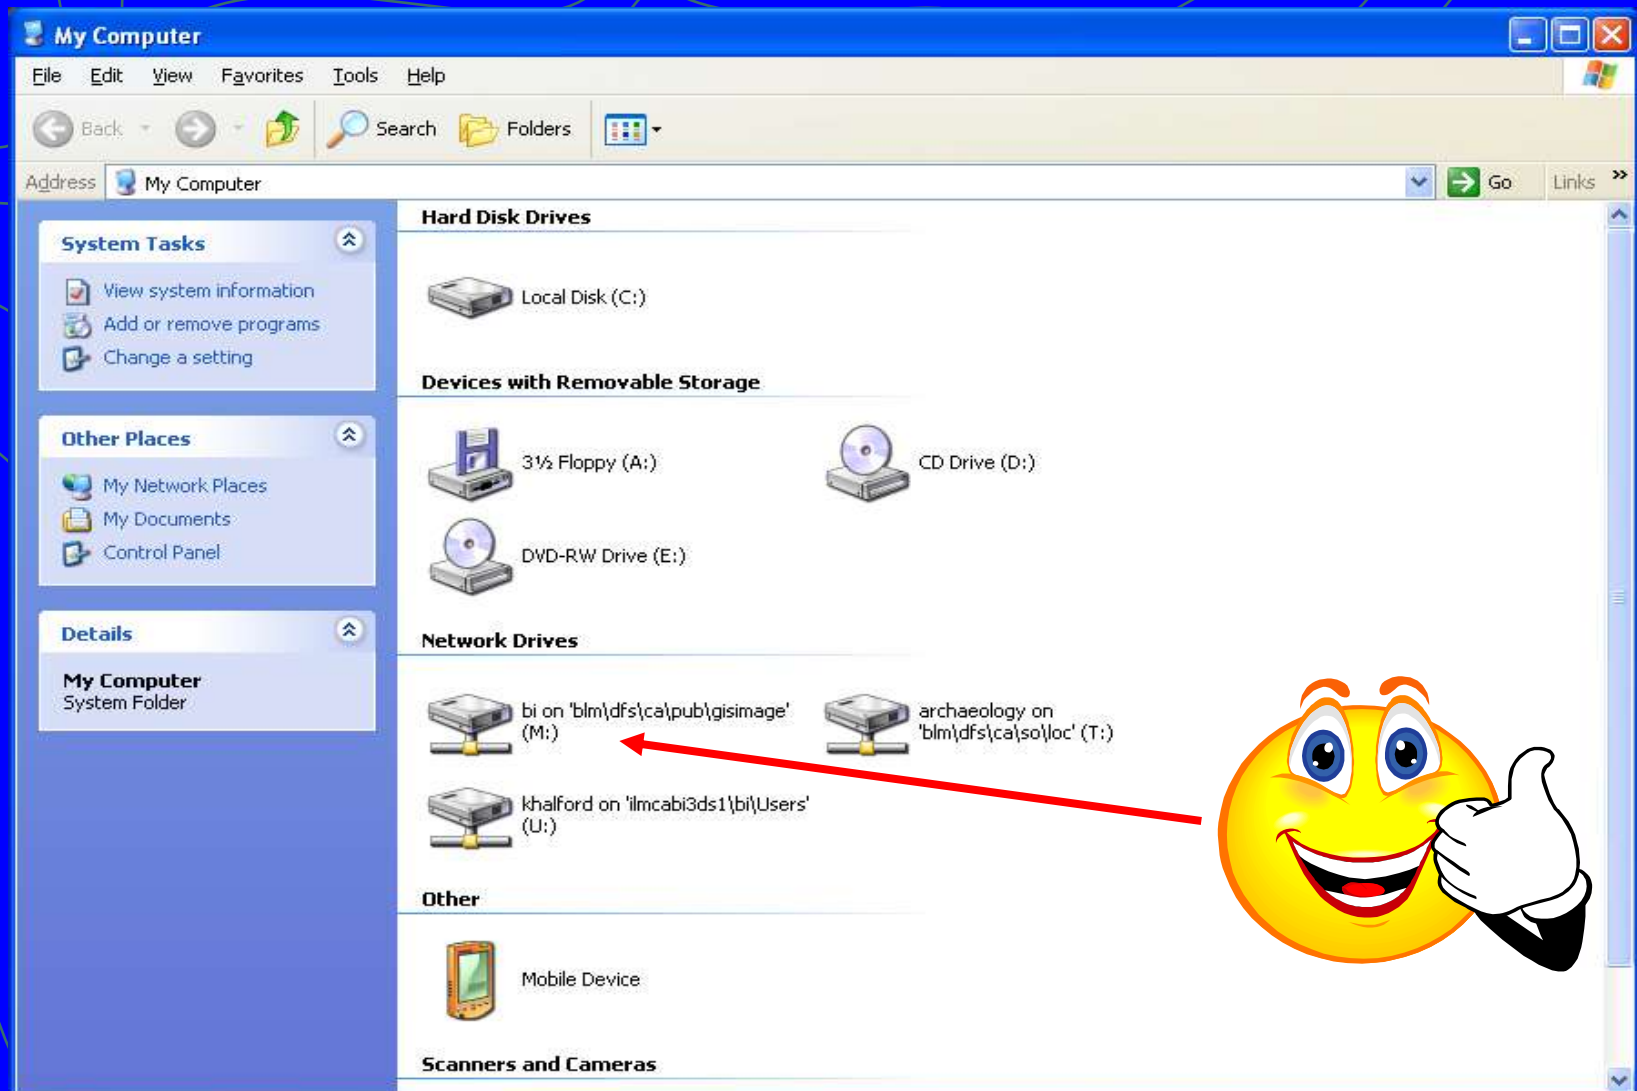 My Computer
File Edit View Favorites Tools Help
Back Search Folders
Address My Computer Go Links »
System Tasks
View system information
Add or remove programs
Change a setting
Other Places
My Network Places
My Documents
Control Panel
Details
My Computer
System Folder
Hard Disk Drives
Local Disk (C:)
Devices with Removable Storage
3½ Floppy (A:)
CD Drive (D:)
DVD-RW Drive (E:)
Network Drives
bi on 'blm\dfs\ca\pub\gisimage'
(M:)
archaeology on
'blm\dfs\ca\so\loc' (T:)
khalford on 'ilmcabi3ds1\bi\Users'
(U:)
Other
Mobile Device
Scanners and Cameras